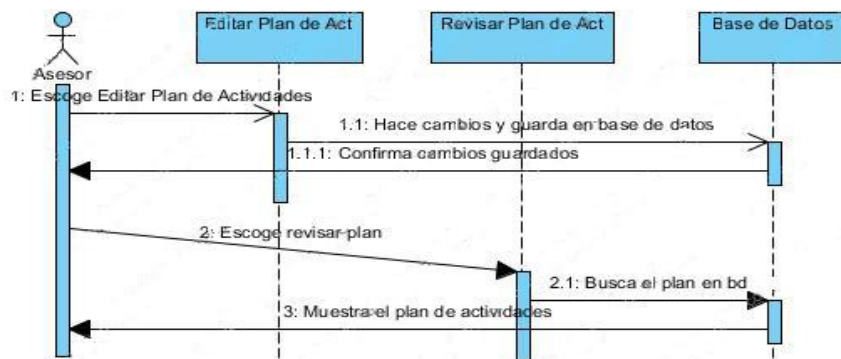 Editar Plan de Act
Revisar Plan de Act
Base de Datos
Asesor
1: Escoge Editar Plan de Actividades
1.1: Hace cambios y guarda en base de datos
1.1.1: Confirma cambios guardados
2: Escoge revisar plan
2.1: Busca el plan en bd
3: Muestra el plan de actividades